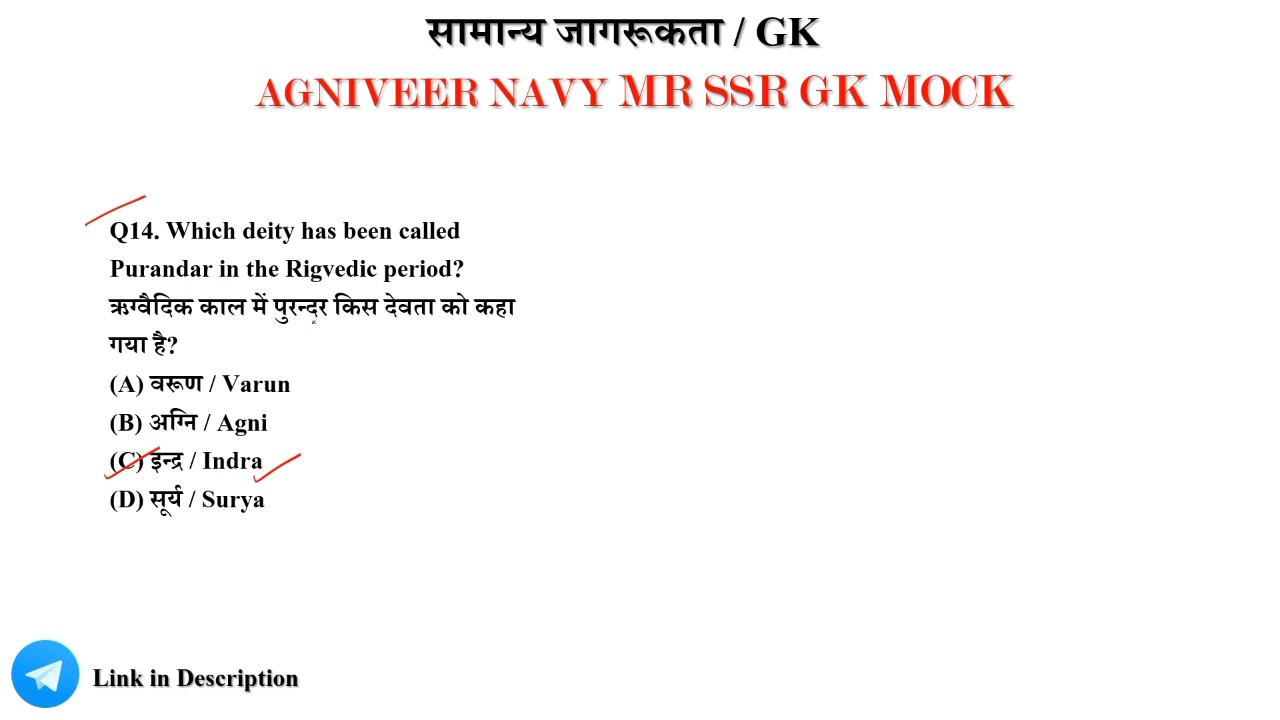 सामान्य जागरूकता / GK
AGNIVEER NAVY MR SSR GK MOCK
Q14. Which deity has been called
Purandar in the Rigvedic period?
ऋग्वैदिक काल में पुरन्दर किस देवता को कहा
गया है?
(A) वरूण / Varun
(B) अग्नि / Agni
(C) इन्द्र / Indra
(D) सूर्य / Surya
Link in Description